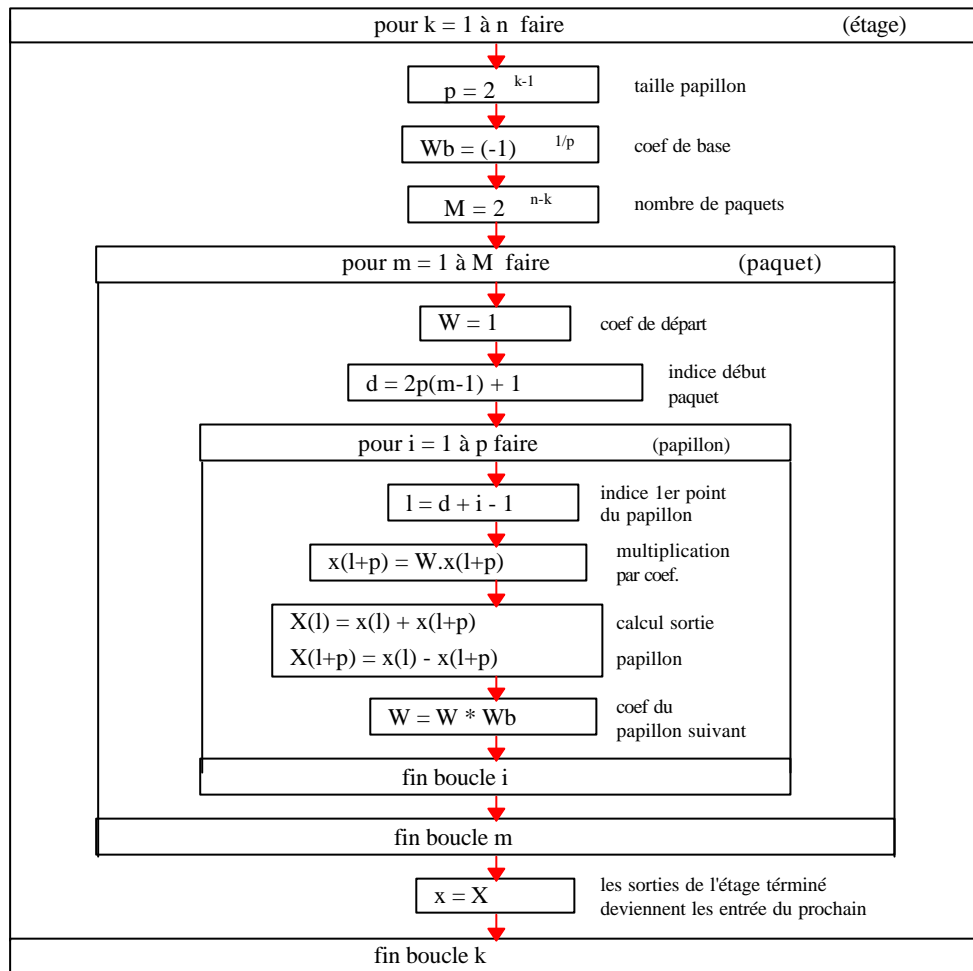 pour k = 1 à n faire (étage)
p = 2 k-1 taille papillon
Wb = (-1) 1/p coef de base
M = 2 n-k nombre de paquets
pour m = 1 à M faire (paquet)
W = 1 coef de départ
d = 2p(m-1) + 1 indice début
paquet
pour i = 1 à p faire (papillon)
l = d + i - 1 indice 1er point
du papillon
x(l+p) = W.x(l+p) multiplication
par coef.
X(l) = x(l) + x(l+p) calcul sortie
X(l+p) = x(l) - x(l+p) papillon
W = W * Wb coef du
papillon suivant
fin boucle i
fin boucle m
x = X les sorties de l'étage términé
deviennent les entrée du prochain
fin boucle k